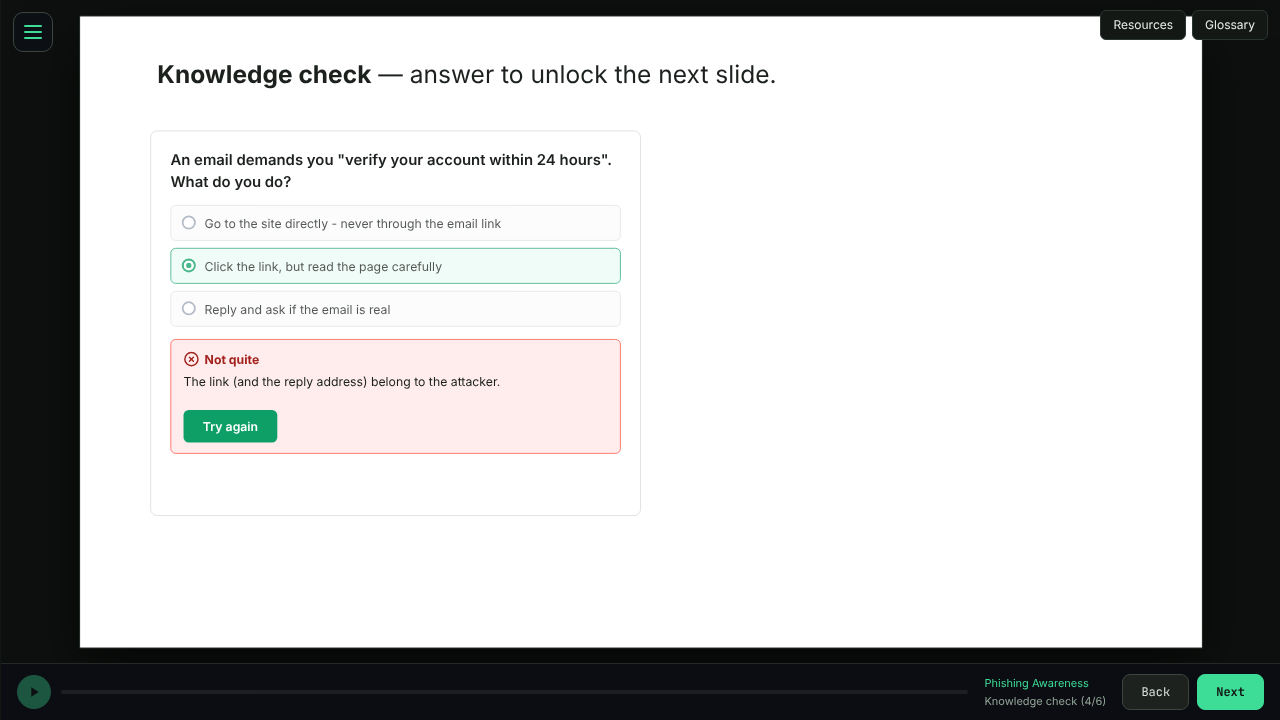 Resources
Glossary
Knowledge check — answer to unlock the next slide.
An email demands you "verify your account within 24 hours".
What do you do?
Go to the site directly - never through the email link
Click the link, but read the page carefully
Reply and ask if the email is real
Not quite
The link (and the reply address) belong to the attacker.
Try again
Phishing Awareness
Knowledge check (4/6)
Back
Next